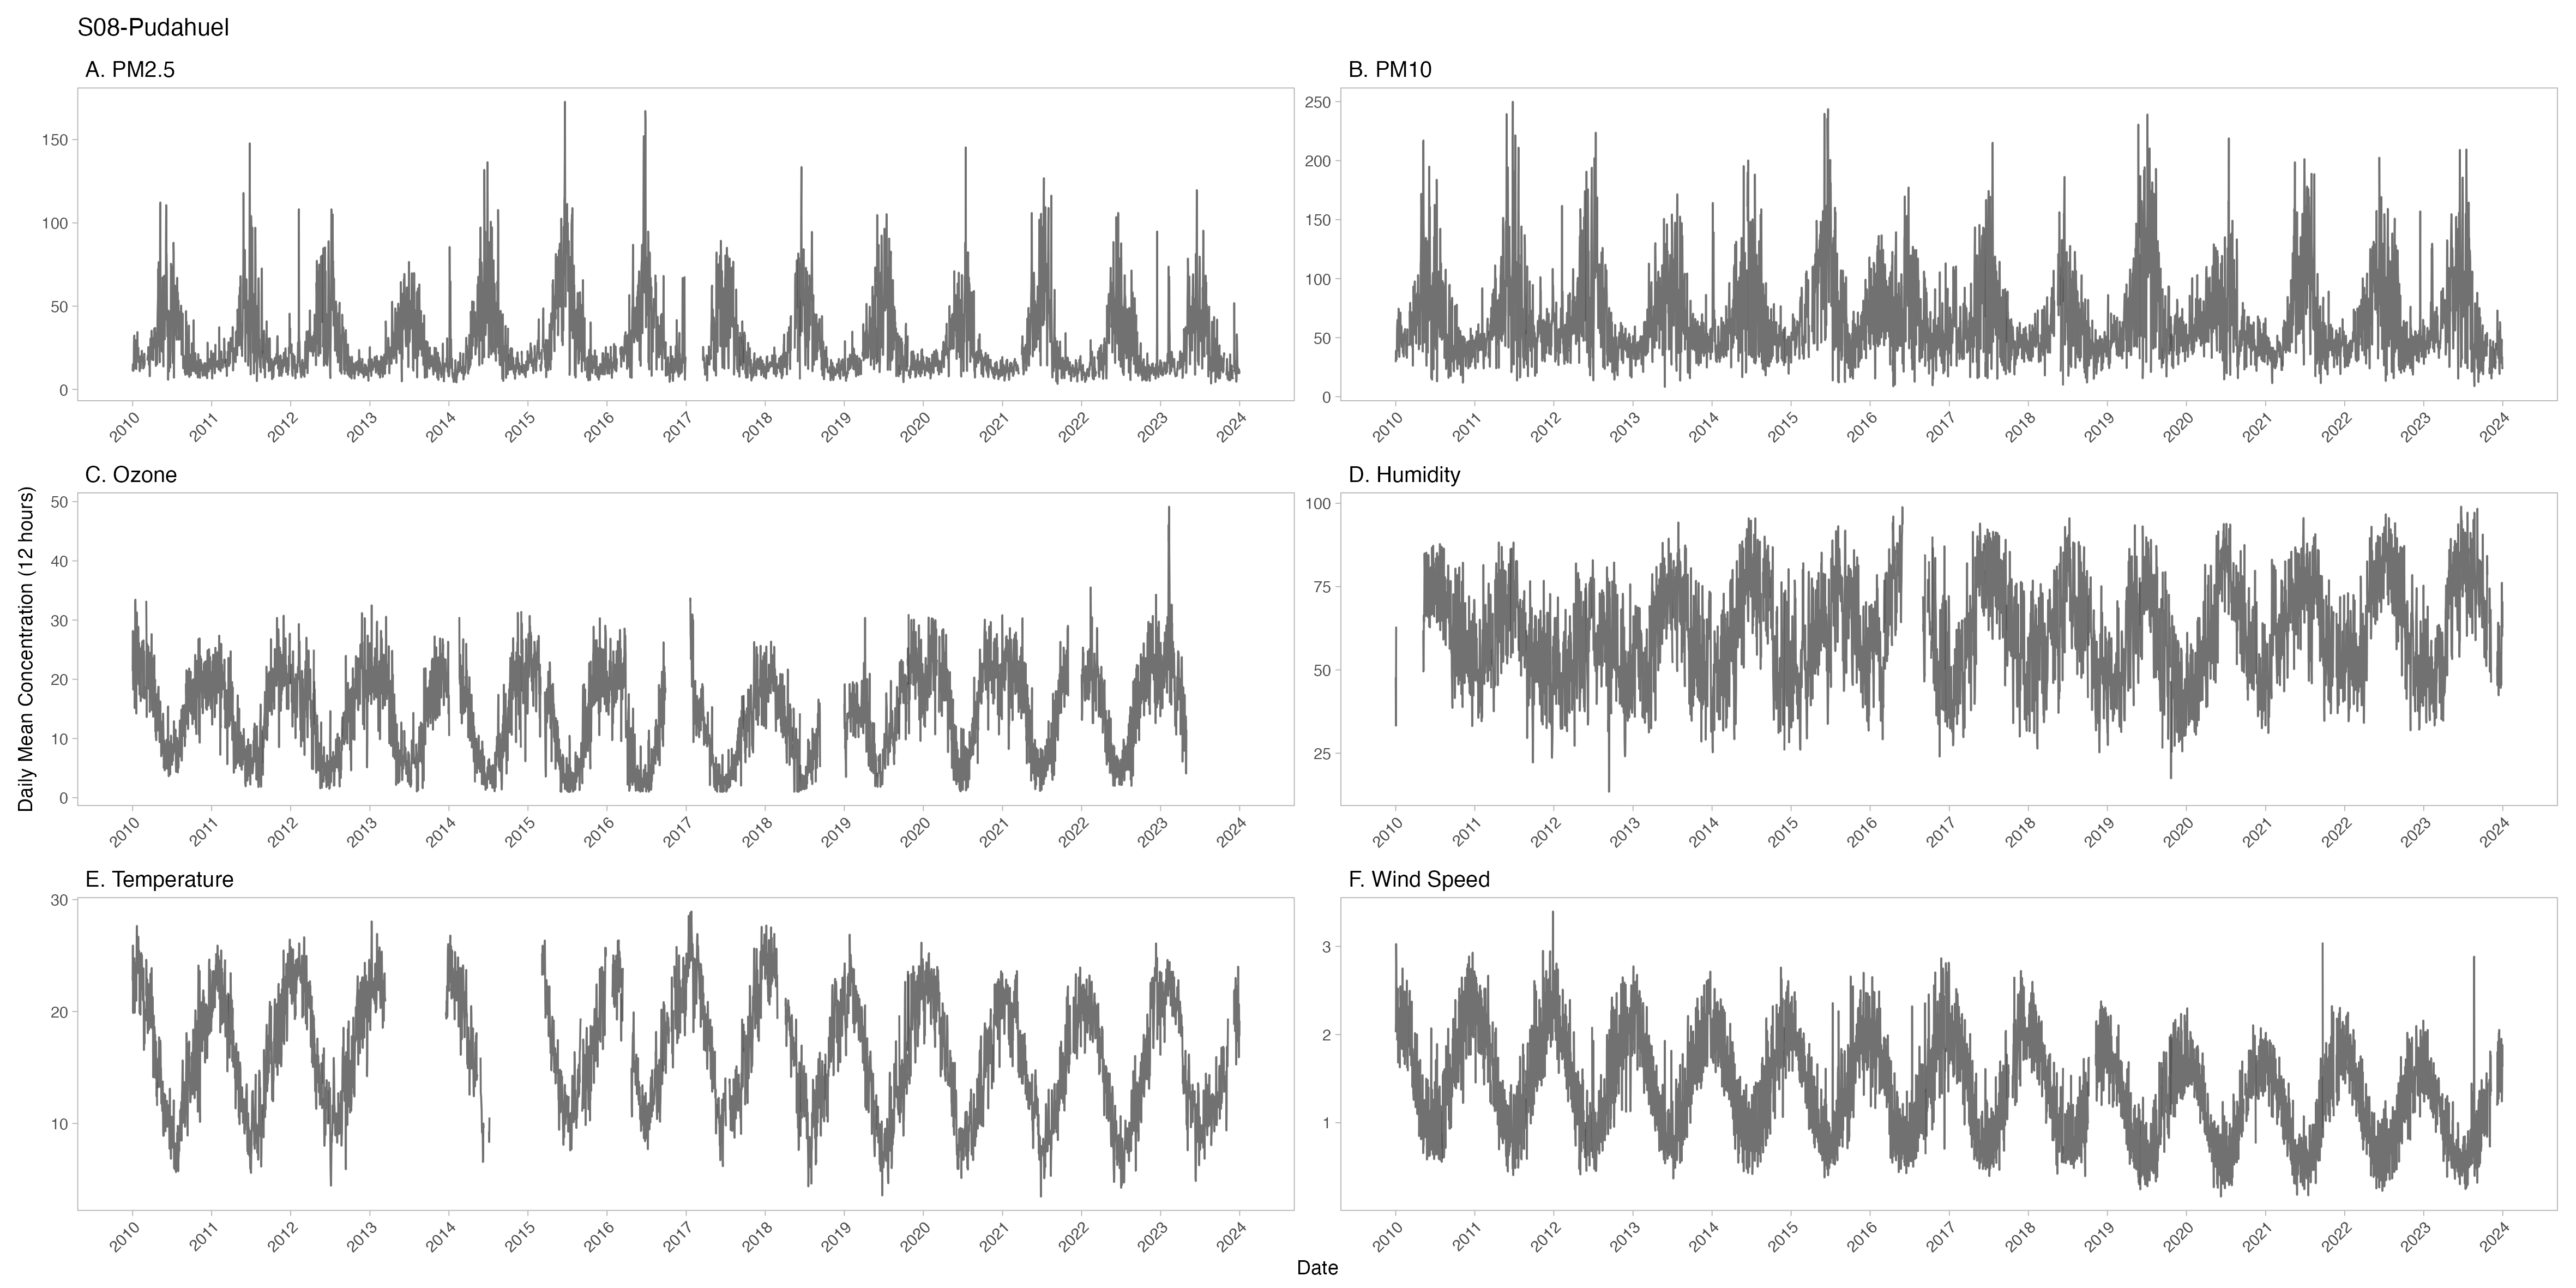 S08-Pudahuel
A. PM2.5
150
100
50
0
2010 2011 2012 2013 2014 2015 2016 2017 2018 2019 2020 2021 2022 2023 2024
B. PM10
250
200
150
100
50
0
2010 2011 2012 2013 2014 2015 2016 2017 2018 2019 2020 2021 2022 2023 2024
Daily Mean Concentration (12 hours)
C. Ozone
50
40
30
20
10
0
2010 2011 2012 2013 2014 2015 2016 2017 2018 2019 2020 2021 2022 2023 2024
D. Humidity
100
75
50
25
2010 2011 2012 2013 2014 2015 2016 2017 2018 2019 2020 2021 2022 2023 2024
E. Temperature
30
20
10
2010 2011 2012 2013 2014 2015 2016 2017 2018 2019 2020 2021 2022 2023 2024
F. Wind Speed
3
2
1
2010 2011 2012 2013 2014 2015 2016 2017 2018 2019 2020 2021 2022 2023 2024
Date